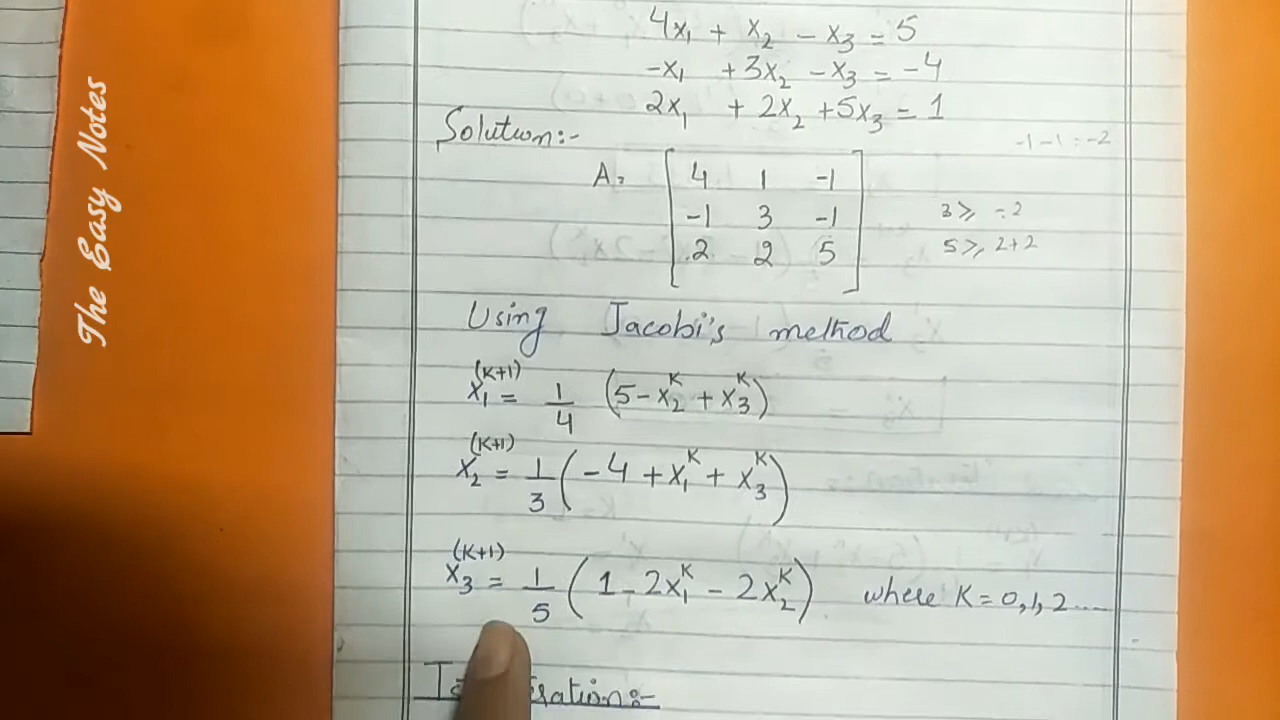 The Easy Notes
4x₁ + x₂ - x₃ = 5
-x₁ + 3x₂ - x₃ = -4
2x₁ + 2x₂ + 5x₃ = 1
Solution:-
-1-1 = -2
A = [ 4 1 -1
-1 3 -1
2 2 5 ]
3 ≥ -2
5 ≥ 2+2
Using Jacobi's method
x₁^(K+1) = 1/4 (5 - x₂^K + x₃^K)
x₂^(K+1) = 1/3 (-4 + x₁^K + x₃^K)
x₃^(K+1) = 1/5 (1 - 2x₁^K - 2x₂^K) where K = 0,1,2....